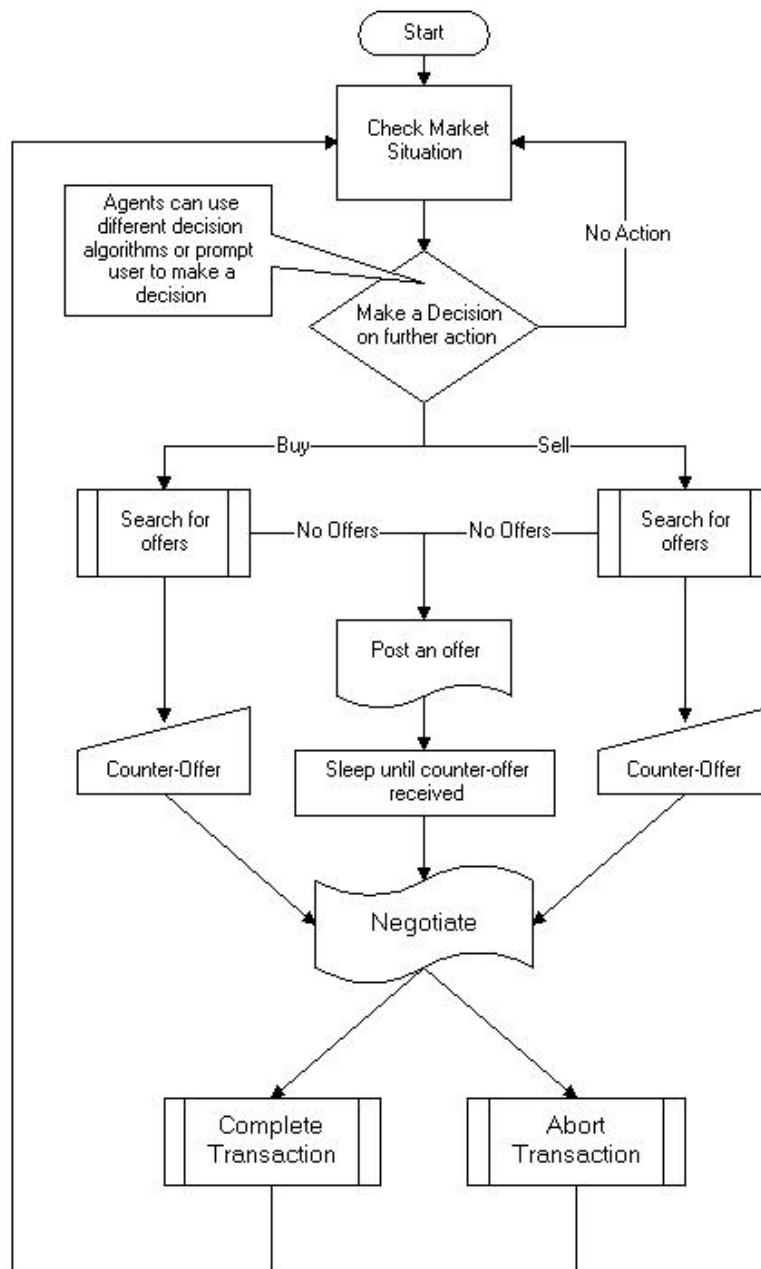 Start
Check Market
Situation
Agents can use
different decision
algorithms or prompt
user to make a
decision
No Action
Make a Decision
on further action
Buy
Sell
Search for
offers
No Offers
No Offers
Search for
offers
Post an offer
Counter-Offer
Sleep until counter-offer
received
Counter-Offer
Negotiate
Complete
Transaction
Abort
Transaction